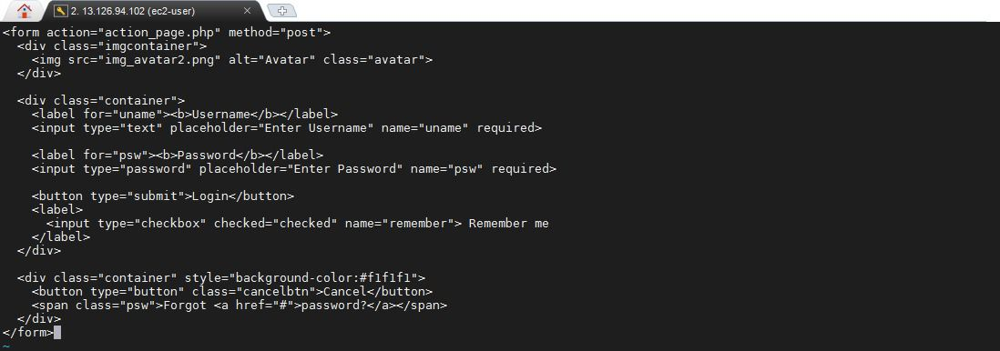 2. 13.126.94.102 (ec2-user)
<form action="action_page.php" method="post">
  <div class="imgcontainer">
    <img src="img_avatar2.png" alt="Avatar" class="avatar">
  </div>

  <div class="container">
    <label for="uname"><b>Username</b></label>
    <input type="text" placeholder="Enter Username" name="uname" required>

    <label for="psw"><b>Password</b></label>
    <input type="password" placeholder="Enter Password" name="psw" required>

    <button type="submit">Login</button>
    <label>
      <input type="checkbox" checked="checked" name="remember"> Remember me
    </label>
  </div>

  <div class="container" style="background-color:#f1f1f1">
    <button type="button" class="cancelbtn">Cancel</button>
    <span class="psw">Forgot <a href="#">password?</a></span>
  </div>
</form>
~